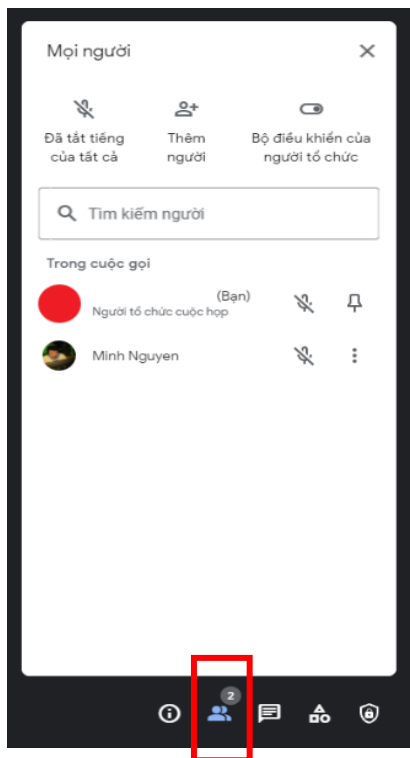 Mọi người
Đã tắt tiếng của tất cả
Thêm người
Bộ điều khiển của người tổ chức
Tìm kiếm người
Trong cuộc gọi
(Bạn)
Người tổ chức cuộc họp
Minh Nguyen
2